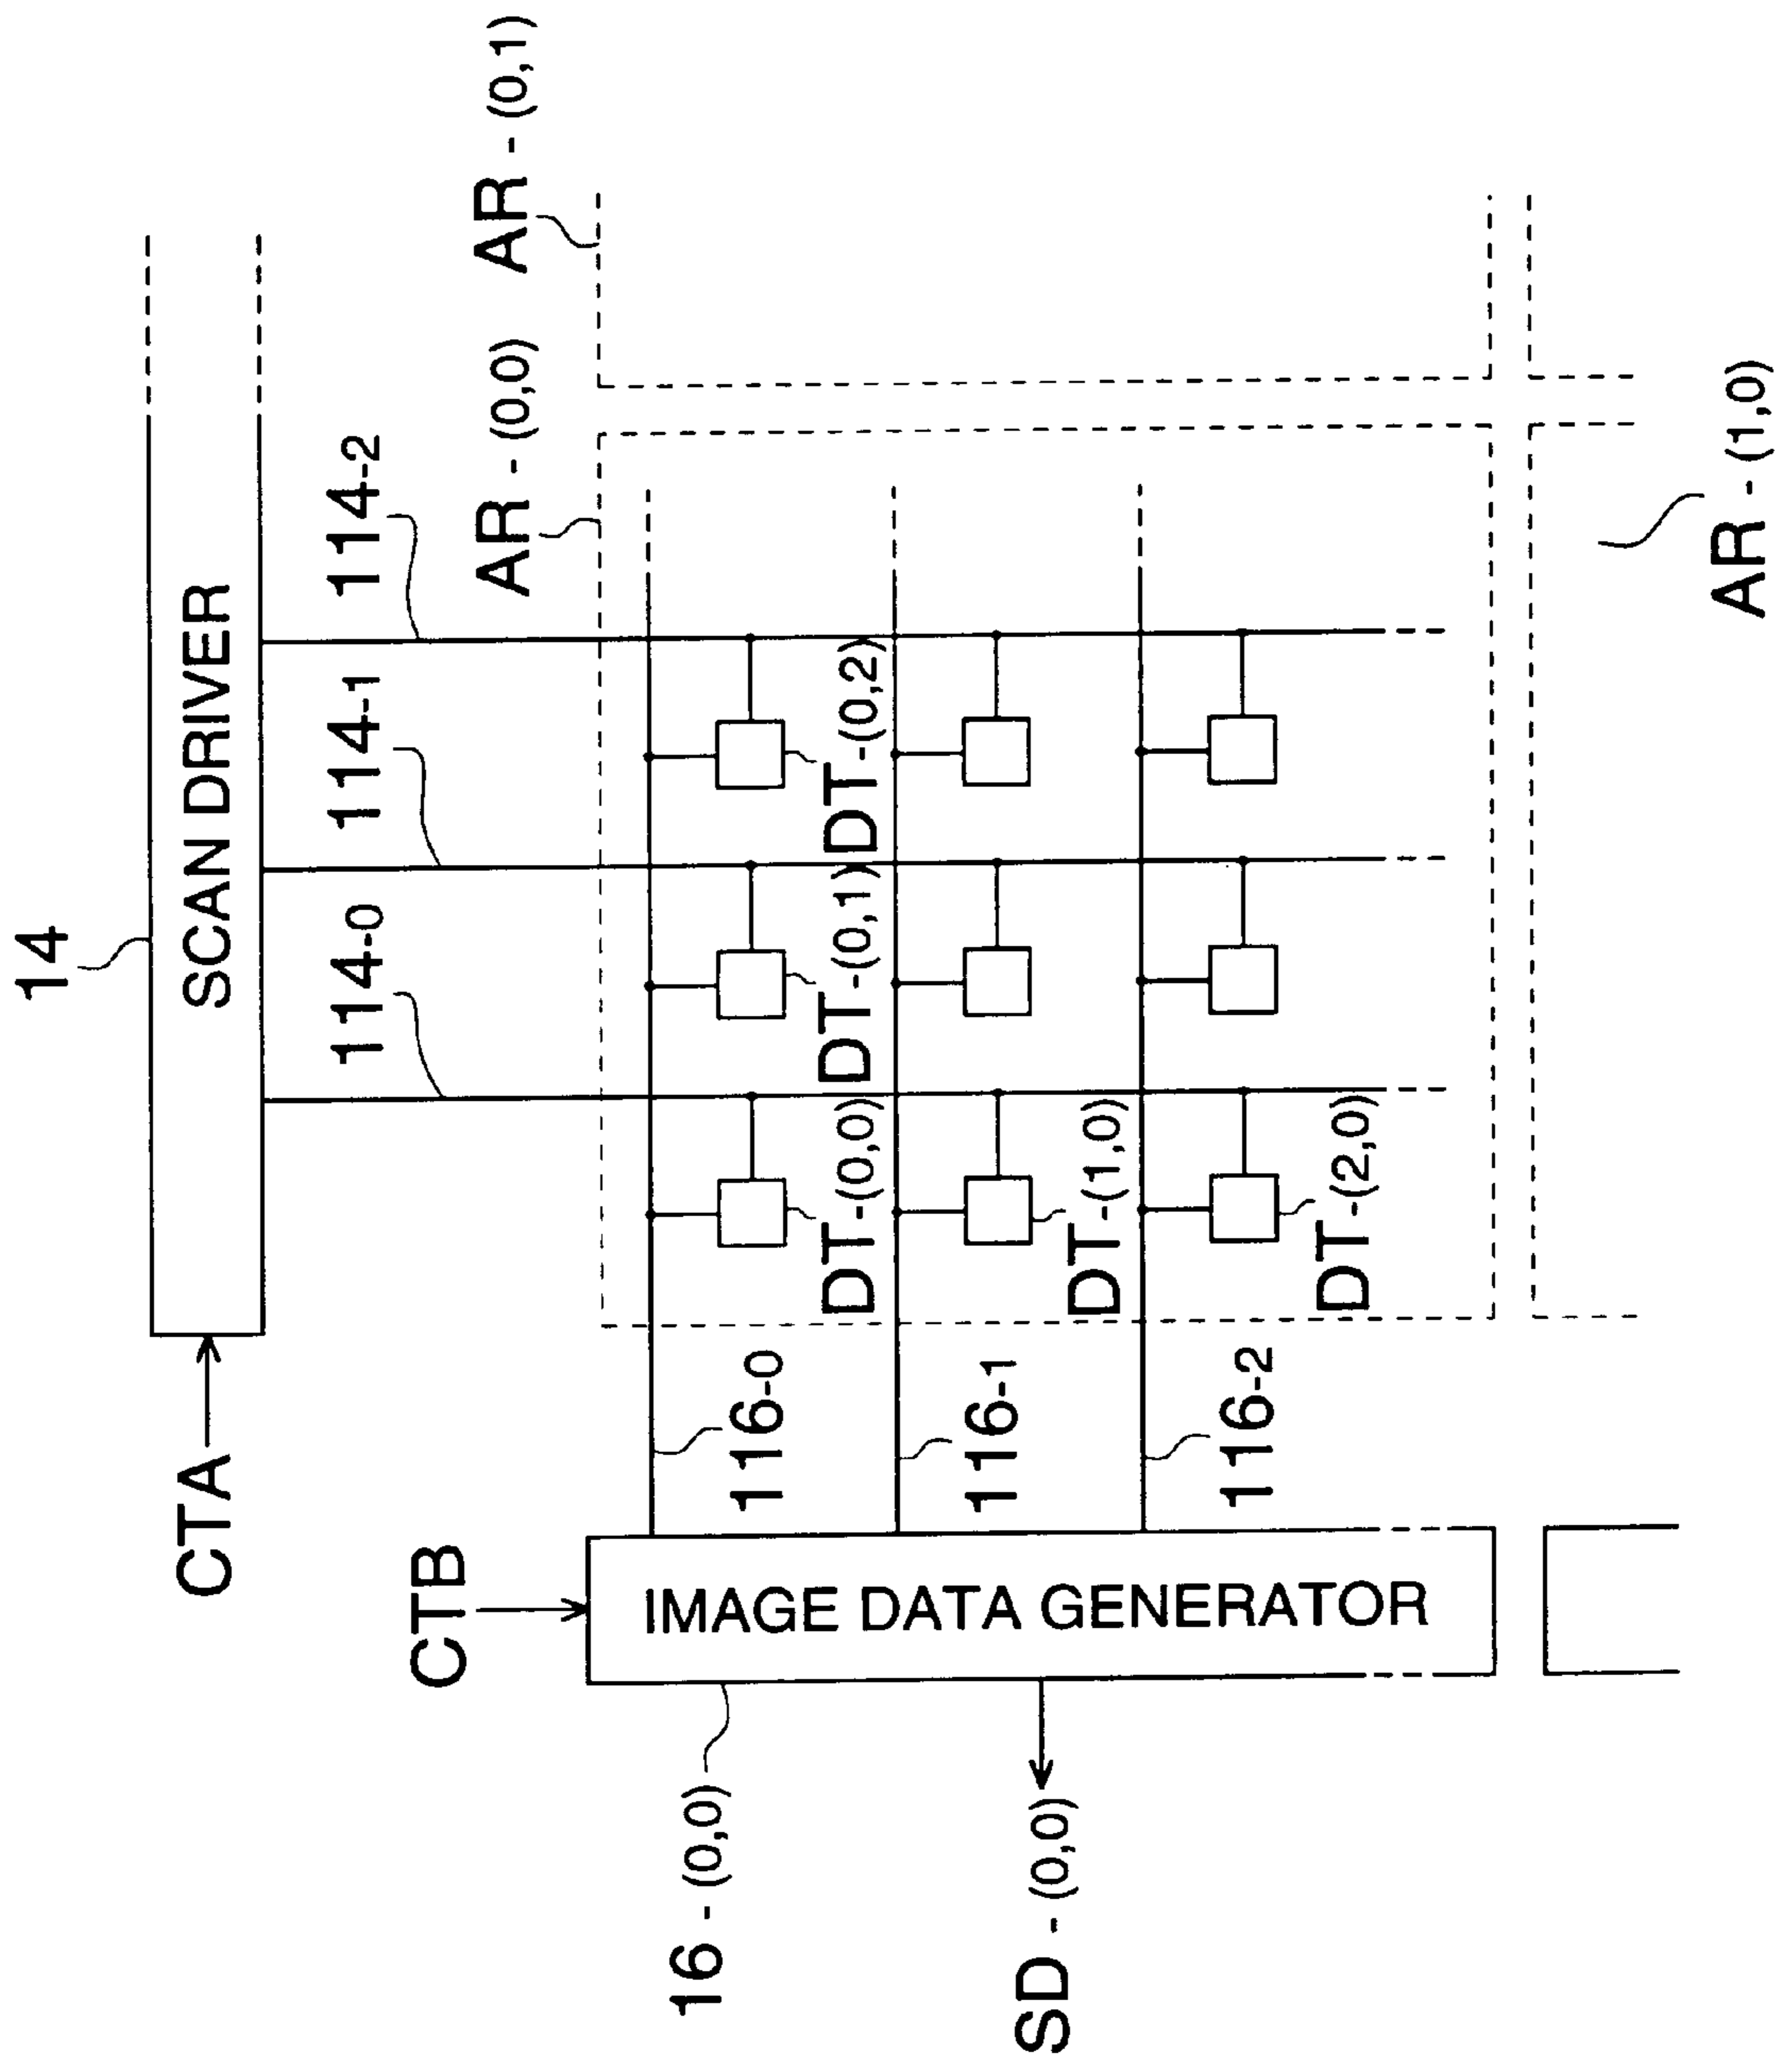 14
CTA
SCAN DRIVER
114-0
114-1
114-2
CTB
AR - (0,0)
AR - (0,1)
16 - (0,0)
IMAGE DATA GENERATOR
SD - (0,0)
116-0
116-1
116-2
DT-(0,0)
DT-(0,1)
DT-(0,2)
DT-(1,0)
DT-(2,0)
AR - (1,0)